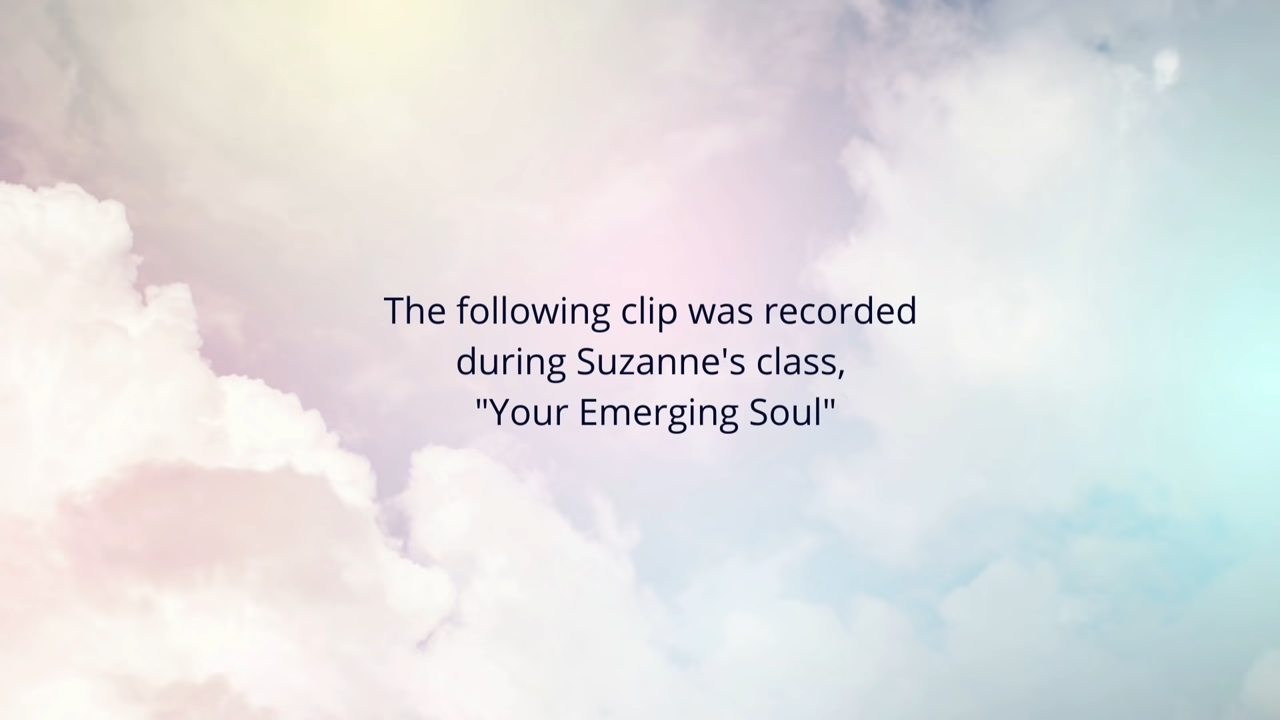 The following clip was recorded
during Suzanne's class,
"Your Emerging Soul"